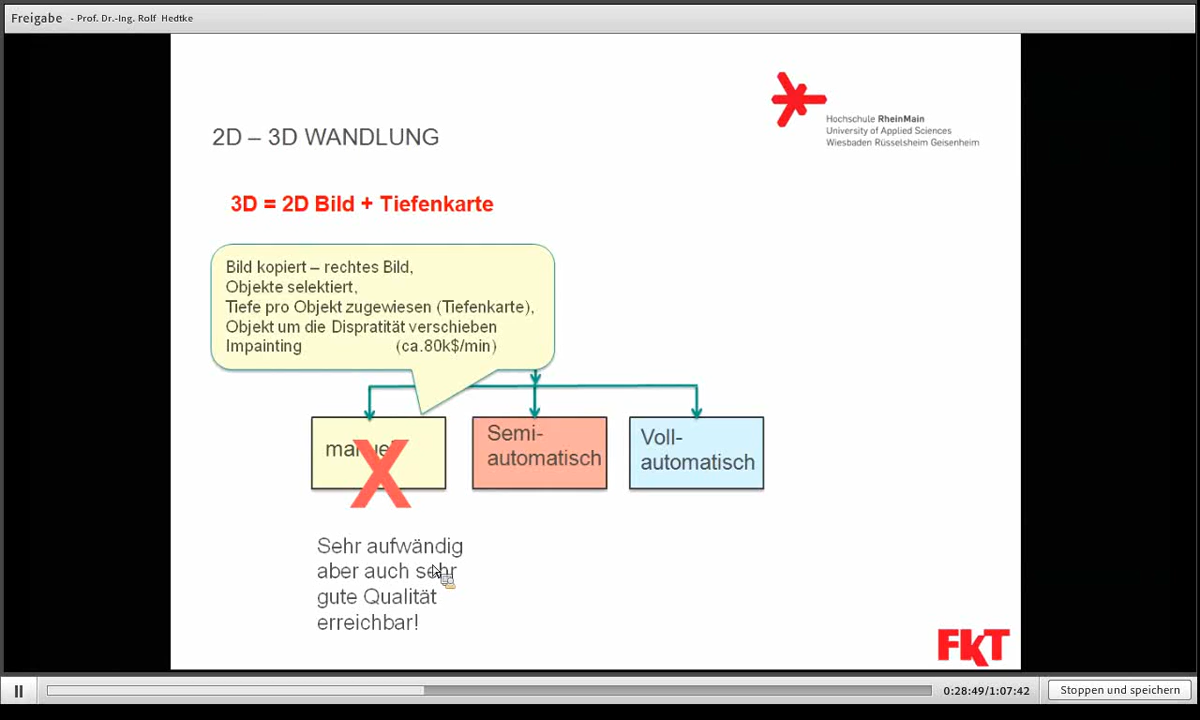 Freigabe - Prof. Dr.-Ing. Rolf Hedtke
Hochschule RheinMain
University of Applied Sciences
Wiesbaden Rüsselsheim Geisenheim
2D – 3D WANDLUNG
3D = 2D Bild + Tiefenkarte
Bild kopiert – rechtes Bild,
Objekte selektiert,
Tiefe pro Objekt zugewiesen (Tiefenkarte),
Objekt um die Dispratität verschieben
Impainting (ca.80k$/min)
manuell
X
Semi-
automatisch
Voll-
automatisch
Sehr aufwändig
aber auch sehr
gute Qualität
erreichbar!
FKT
0:28:49/1:07:42
Stoppen und speichern